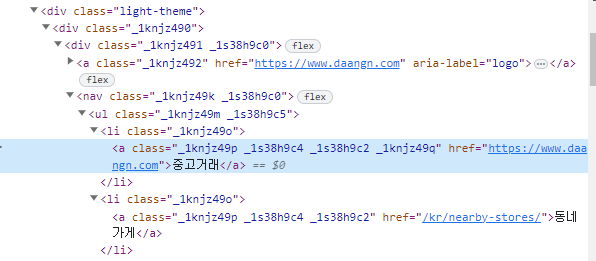 <div class="light-theme">
<div class="_1knjz490">
<div class="_1knjz491 _1s38h9c0"> flex
<a class="_1knjz492" href="https://www.daangn.com" aria-label="logo">…</a>
flex
<nav class="_1knjz49k _1s38h9c0"> flex
<ul class="_1knjz49m _1s38h9c5">
<li class="_1knjz49o">
<a class="_1knjz49p _1s38h9c4 _1s38h9c2 _1knjz49q" href="https://www.daa
ngn.com">중고거래</a> == $0
</li>
<li class="_1knjz49o">
<a class="_1knjz49p _1s38h9c4 _1s38h9c2" href="/kr/nearby-stores/">동네
가게</a>
</li>